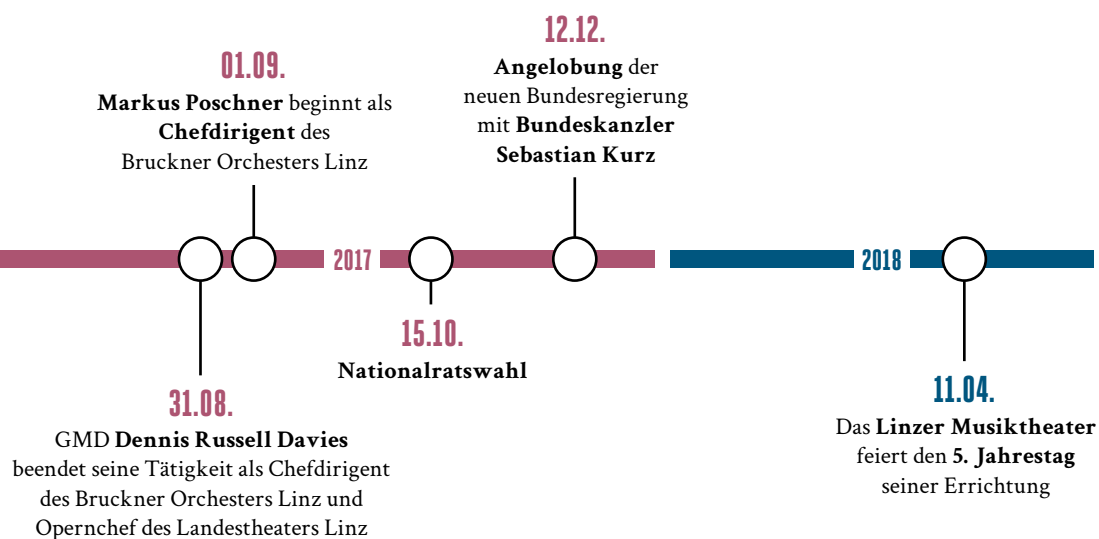 12.12.
Angelobung der
neuen Bundesregierung
mit Bundeskanzler
Sebastian Kurz
01.09.
Markus Poschner beginnt als
Chefdirigent des
Bruckner Orchesters Linz
2017
2018
15.10.
Nationalratswahl
31.08.
GMD Dennis Russell Davies
beendet seine Tätigkeit als Chefdirigent
des Bruckner Orchesters Linz und
Opernchef des Landestheaters Linz
11.04.
Das Linzer Musiktheater
feiert den 5. Jahrestag
seiner Errichtung